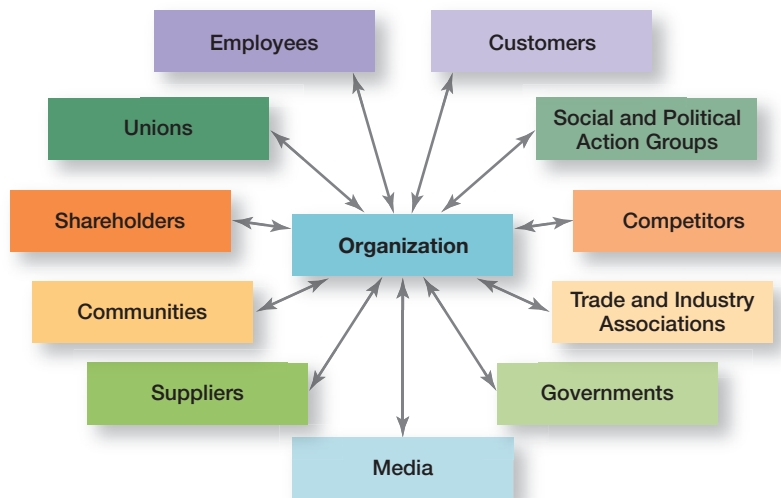 Employees
Customers
Unions
Social and Political
Action Groups
Shareholders
Organization
Competitors
Communities
Trade and Industry
Associations
Suppliers
Governments
Media